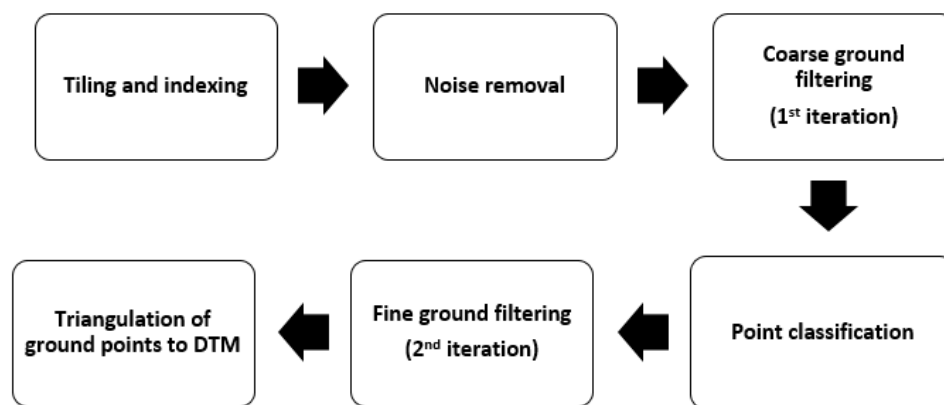 Tiling and indexing
Noise removal
Coarse ground
filtering
(1st iteration)
Point classification
Fine ground filtering
(2nd iteration)
Triangulation of
ground points to DTM